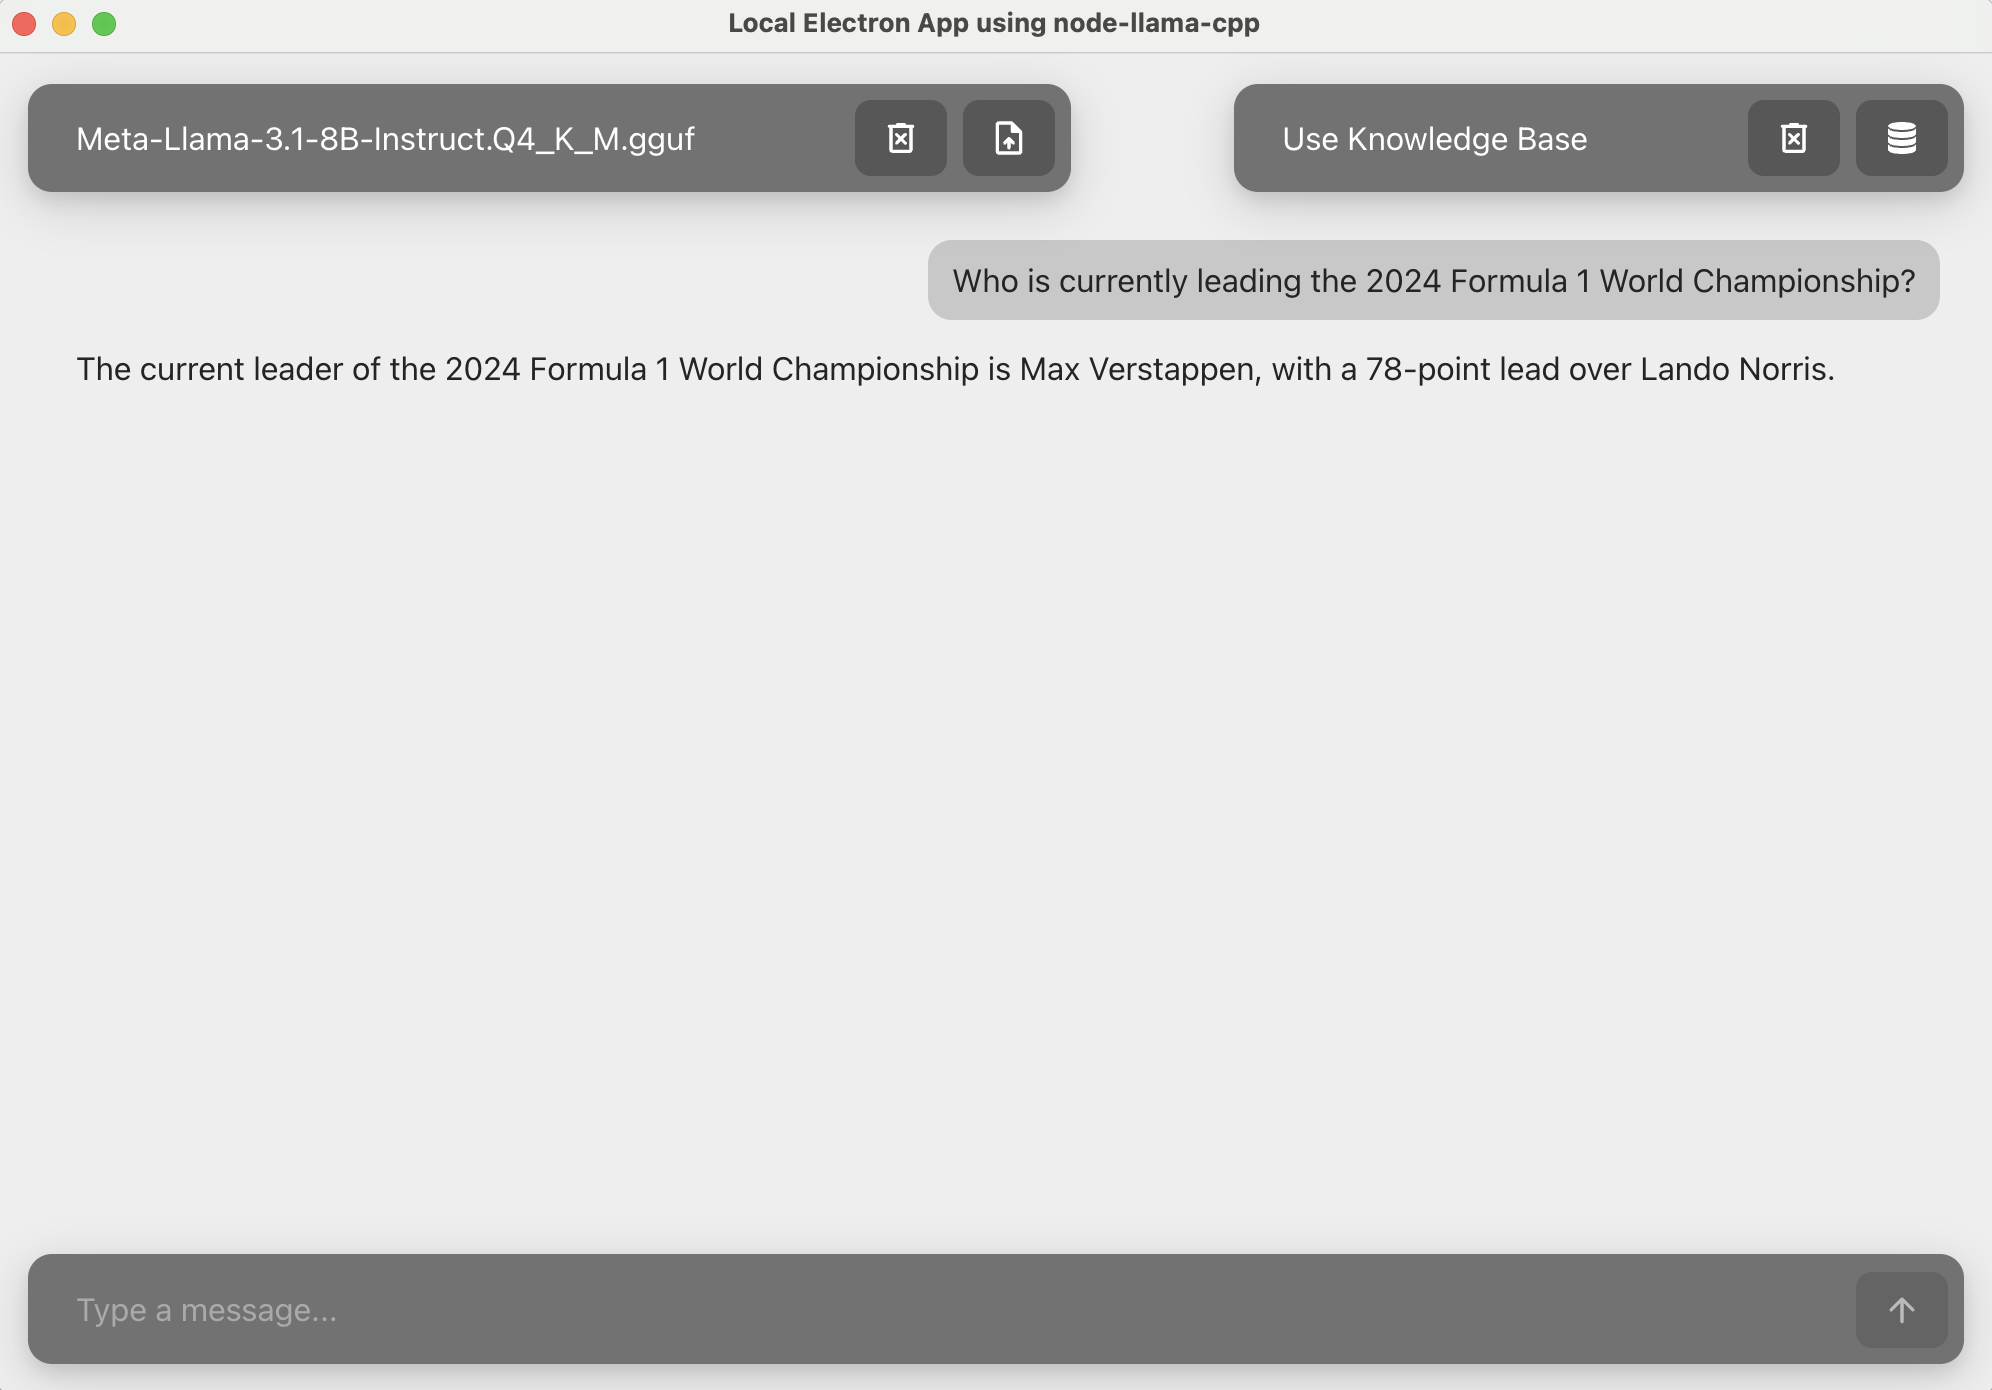 Local Electron App using node-llama-cpp
Meta-Llama-3.1-8B-Instruct.Q4_K_M.gguf
Use Knowledge Base
Who is currently leading the 2024 Formula 1 World Championship?
The current leader of the 2024 Formula 1 World Championship is Max Verstappen, with a 78-point lead over Lando Norris.
Type a message...